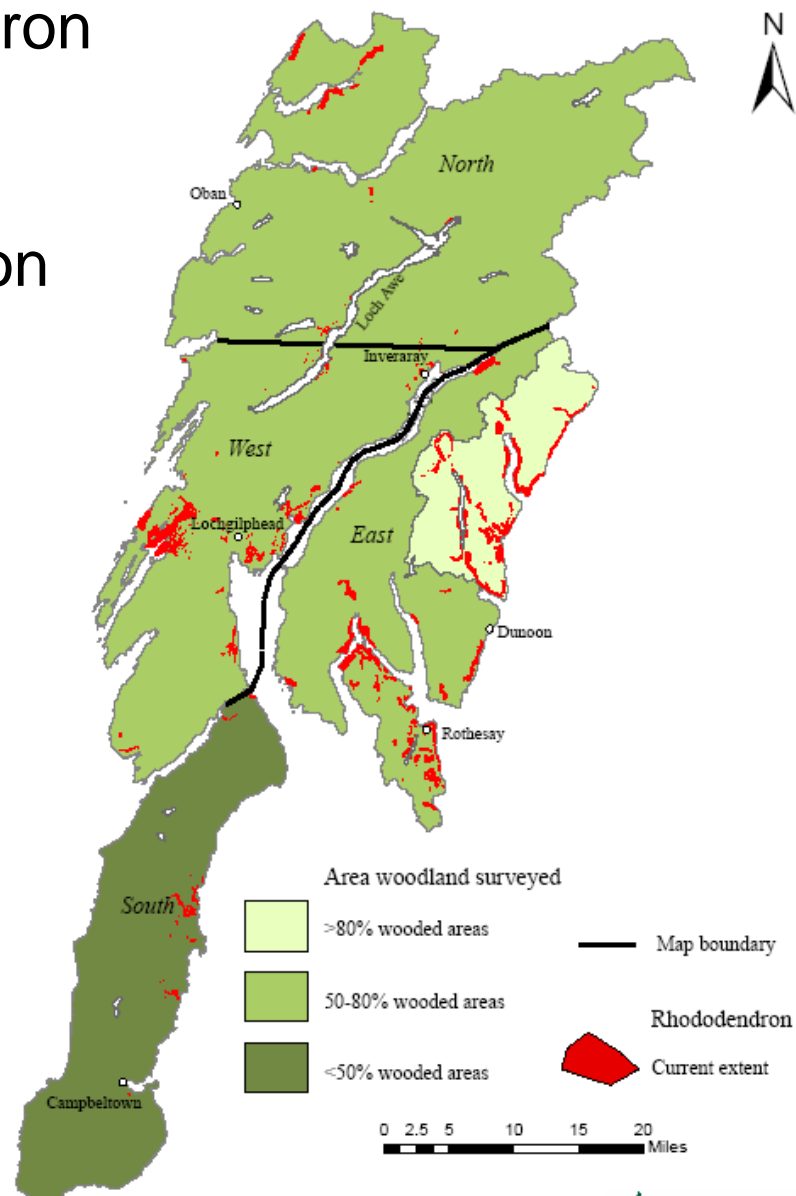 ron
on
N
North
Oban
Loch Awe
Inveraray
West
Lochgilphead
East
Dunoon
Rothesay
Area woodland surveyed
South
>80% wooded areas
Map boundary
50-80% wooded areas
Rhododendron
Current extent
<50% wooded areas
Campbeltown
0 2.5 5 10 15 20
Miles